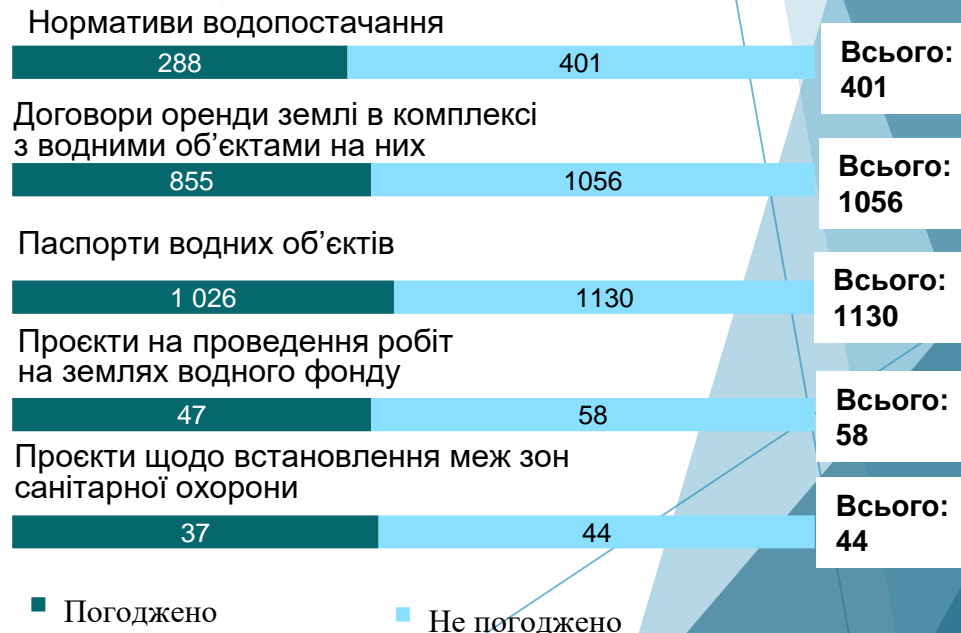 Нормативи водопостачання
288
401
Всього:
401
Договори оренди землі в комплексі
з водними об’єктами на них
855
1056
Всього:
1056
Паспорти водних об’єктів
1 026
1130
Всього:
1130
Проєкти на проведення робіт
на землях водного фонду
47
58
Всього:
58
Проєкти щодо встановлення меж зон
санітарної охорони
37
44
Всього:
44
Погоджено
Не погоджено